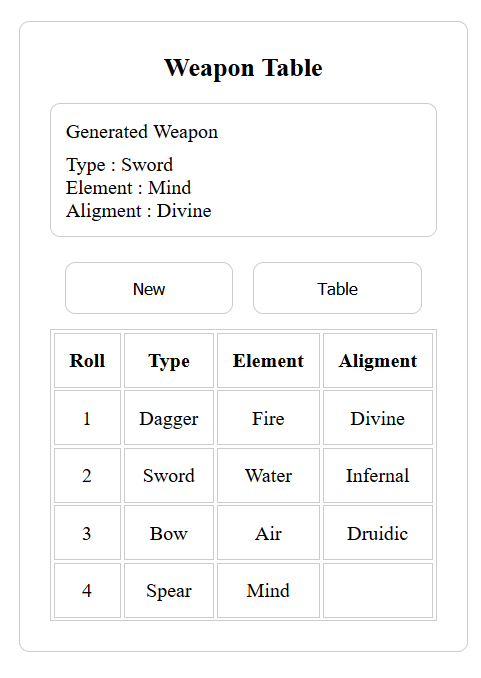 Weapon Table
Generated Weapon
Type : Sword
Element : Mind
Aligment : Divine
New Table
Roll Type Element Aligment
1 Dagger Fire Divine
2 Sword Water Infernal
3 Bow Air Druidic
4 Spear Mind